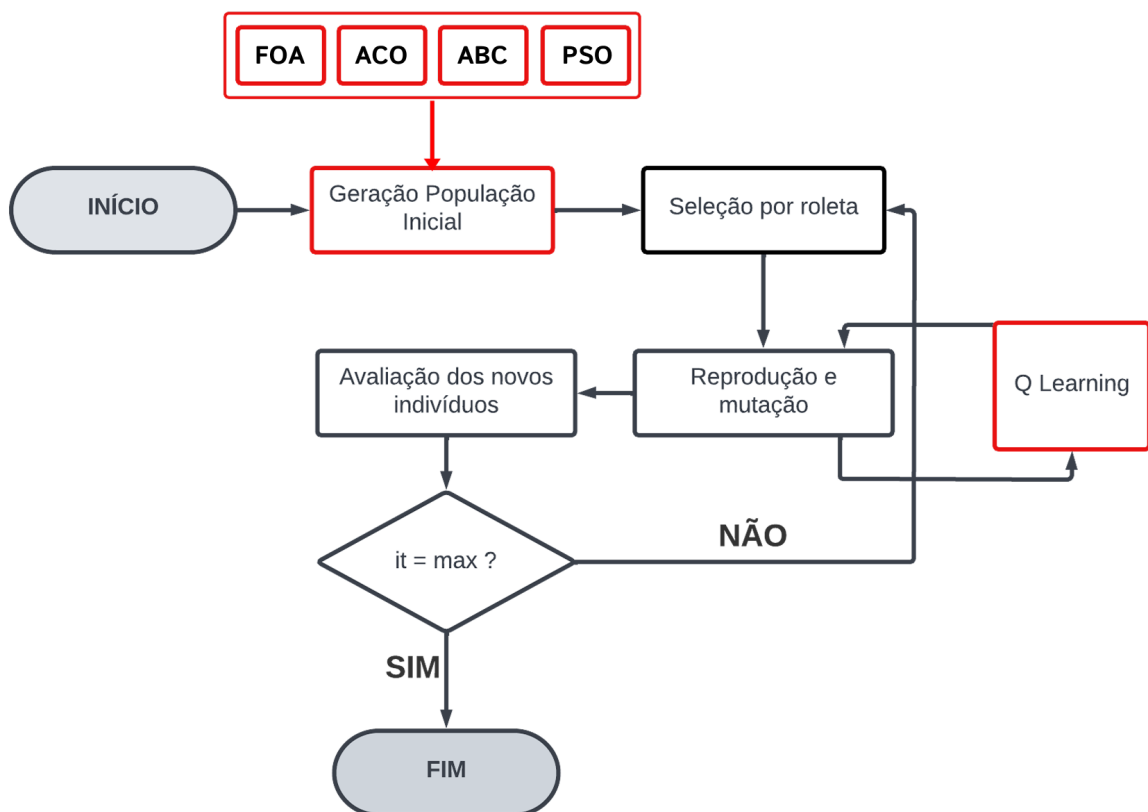 FOA
ACO
ABC
PSO
INÍCIO
Geração População
Inicial
Seleção por roleta
Avaliação dos novos
indivíduos
Reprodução e
mutação
Q Learning
NÃO
it = max ?
SIM
FIM